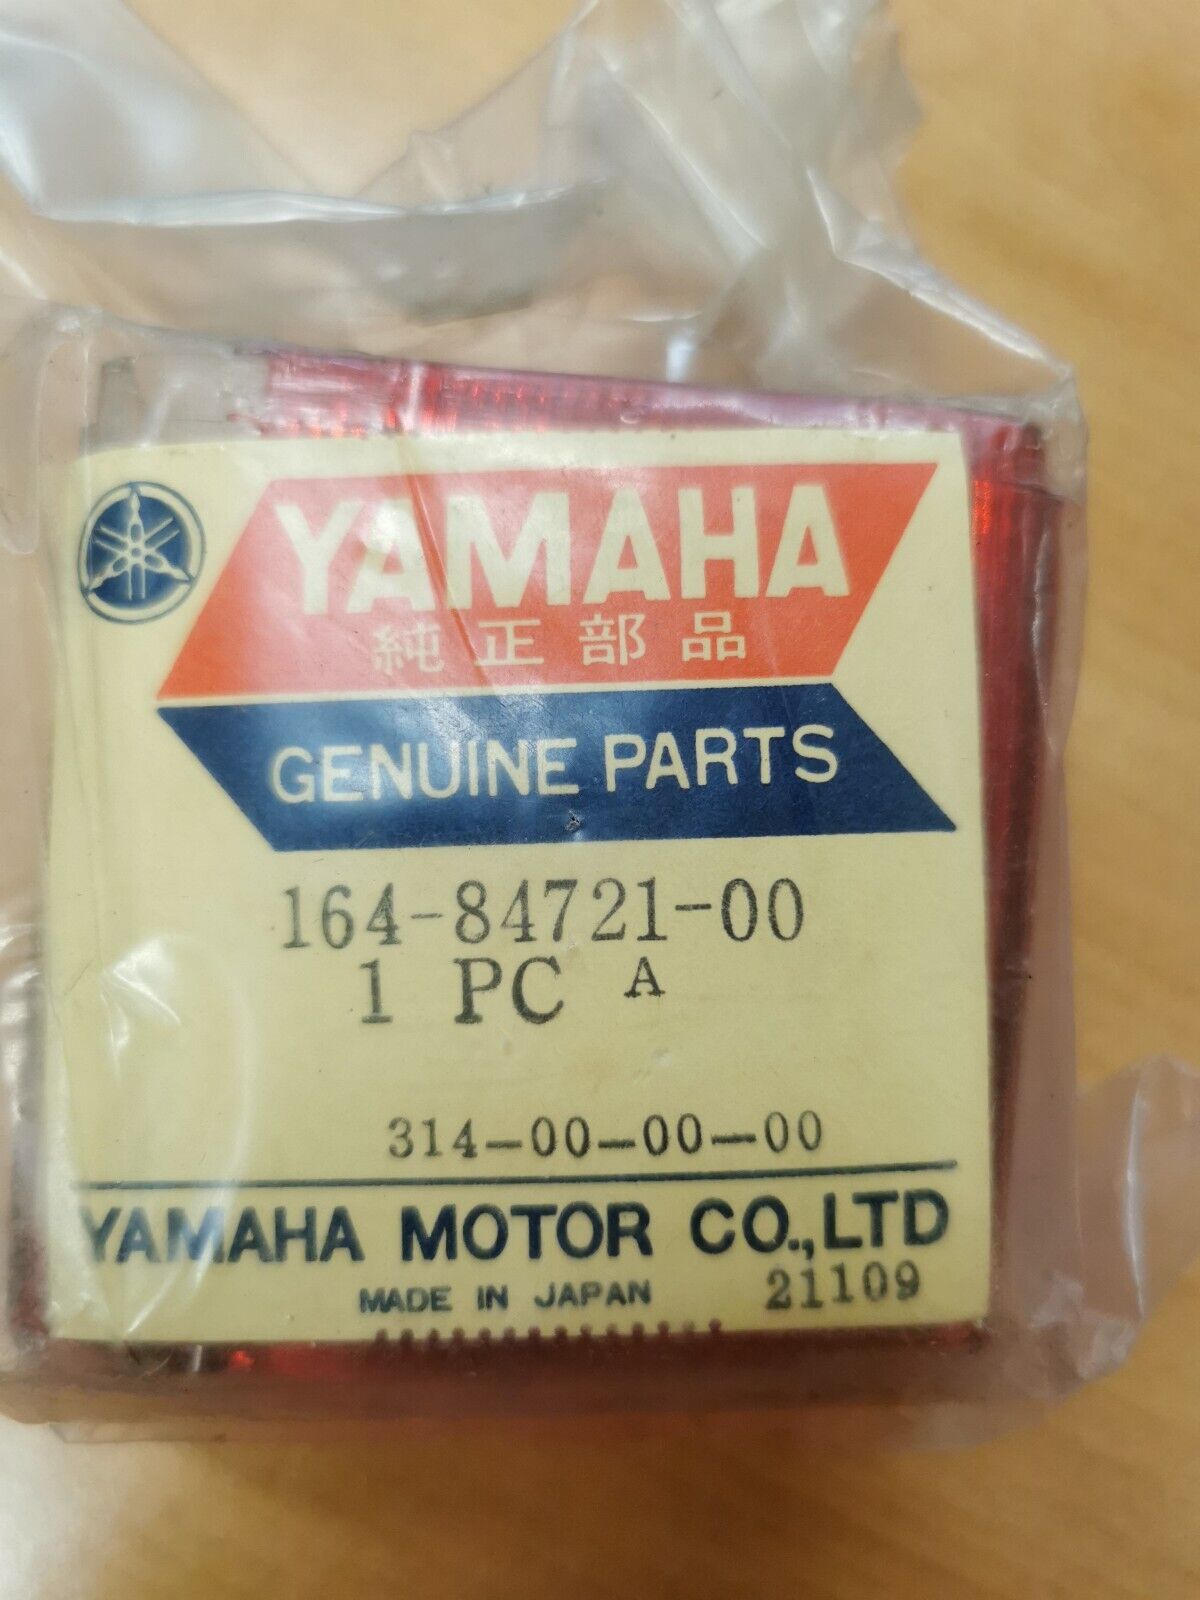 YAMAHA
純正部品
GENUINE PARTS
164-84721-00
1 PC A
314-00-00-00
YAMAHA MOTOR CO.,LTD
MADE IN JAPAN 21109